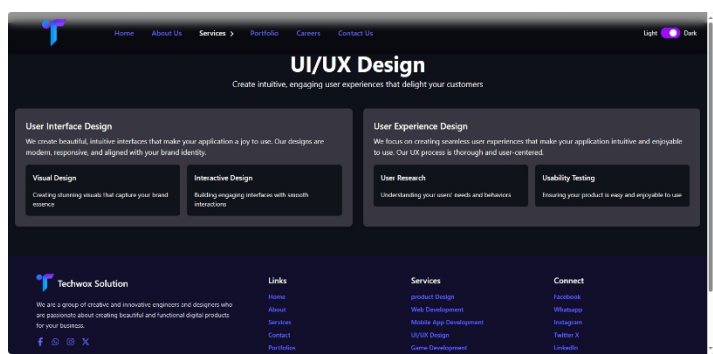 Home About Us Services > Portfolio Careers Contact Us Light Dark
UI/UX Design
Create intuitive, engaging user experiences that delight your customers
User Interface Design
We create beautiful, intuitive interfaces that make your application a joy to use. Our designs are
modern, responsive, and aligned with your brand identity.
Visual Design
Creating stunning visuals that capture your brand
essence
Interactive Design
Building engaging interfaces with smooth
interactions
User Experience Design
We focus on creating seamless user experiences that make your application intuitive and enjoyable
to use. Our UX process is thorough and user-centered.
User Research
Understanding your users' needs and behaviors
Usability Testing
Ensuring your product is easy and enjoyable to use
Techwox Solution
We are a group of creative and innovative engineers and designers who
are passionate about creating beautiful and functional digital products
for your business.
Links
Home
About
Services
Contact
Portfolios
Services
product Design
Web Development
Mobile App Development
UI/UX Design
Game Development
Connect
Facebook
Whatsapp
Instagram
Twitter X
LinkedIn